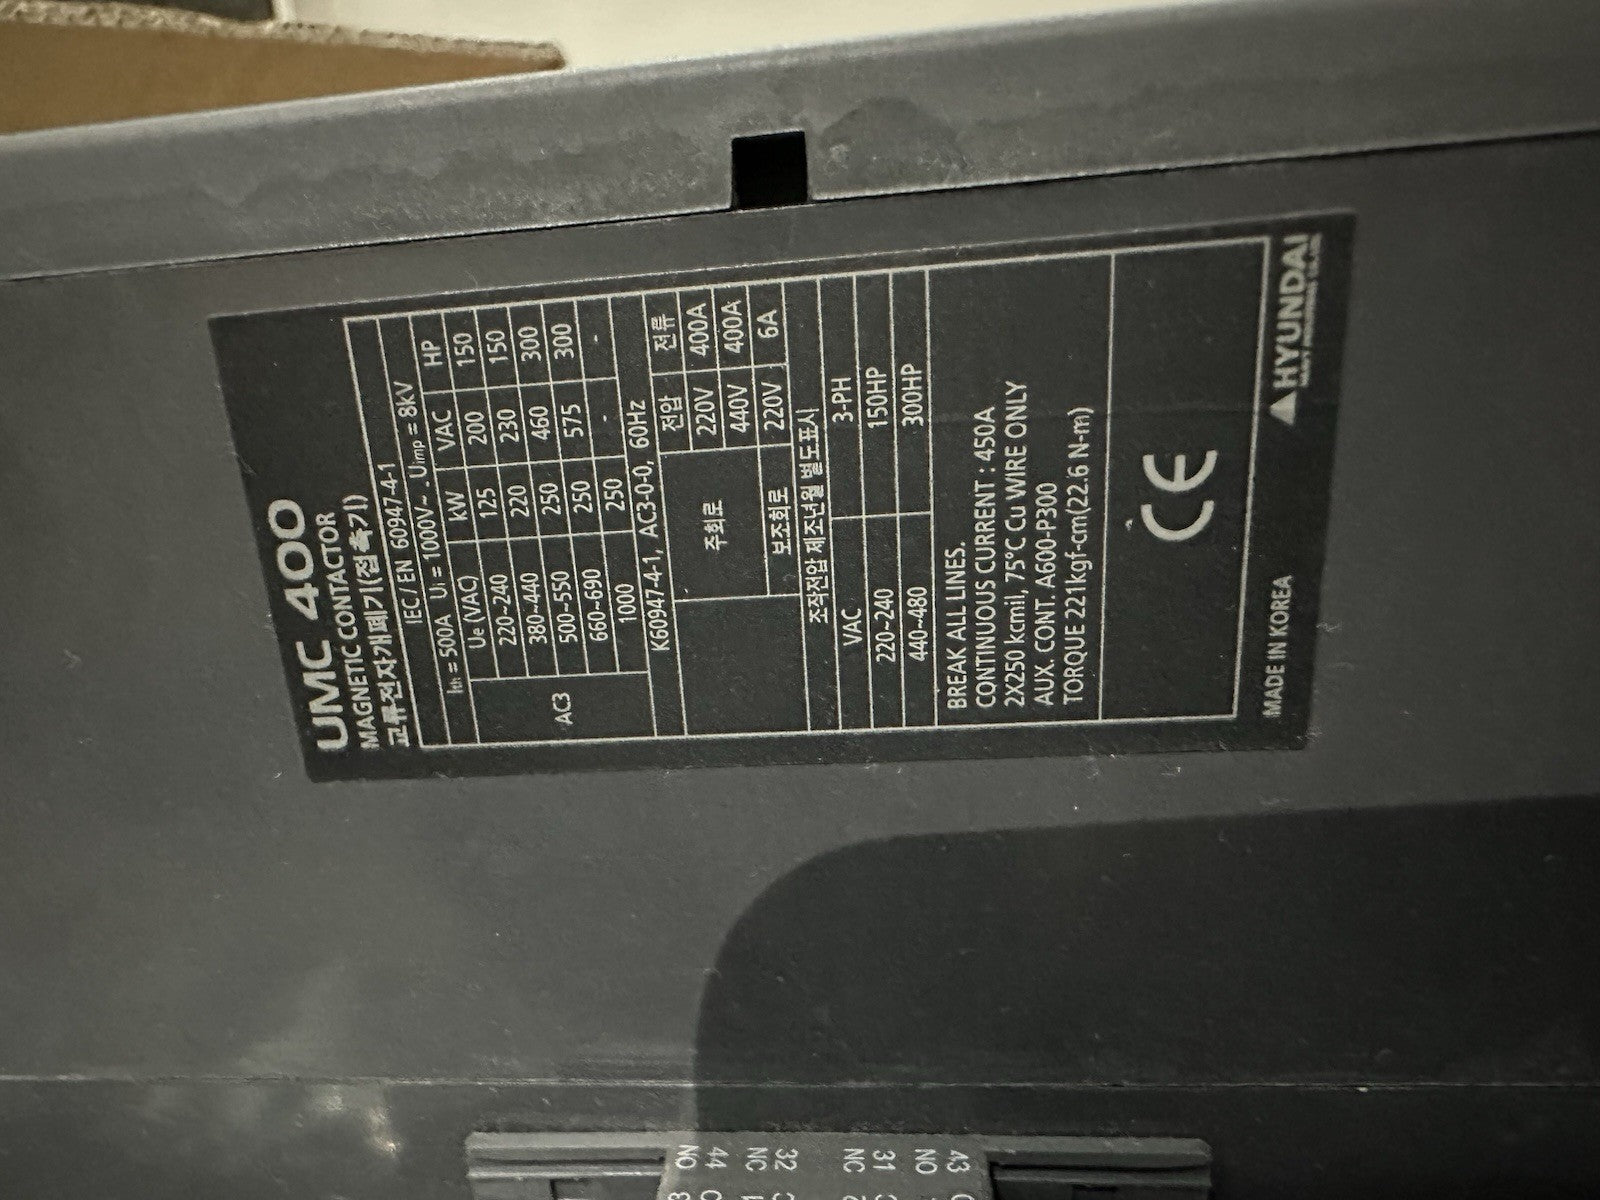 UMC 400
MAGNETIC CONTACTOR
교류전자개폐기(접촉기)
IEC/EN 60947-4-1
Ith = 500A Ui = 1000V~ Uimp = 8kV
Ue (VAC) kW VAC HP
AC3
220~240 125 200 150
380~440 220 230 150
500~550 250 460 300
660~690 250 575 300
1000 250 - -
K60947-4-1, AC3-0-0, 60Hz
전압 전류
주회로 220V 400A
440V 400A
보조회로 220V 6A
조작전압 제조년월 별도표시
VAC 3-PH
220~240 150HP
440~480 300HP
BREAK ALL LINES.
CONTINUOUS CURRENT : 450A
2X250 kcmil, 75°C Cu WIRE ONLY
AUX. CONT. A600-P300
TORQUE 221kgf-cm(22.6 N-m)
CE
MADE IN KOREA
HYUNDAI
43 NO
31 NC
32 NC
44 NO